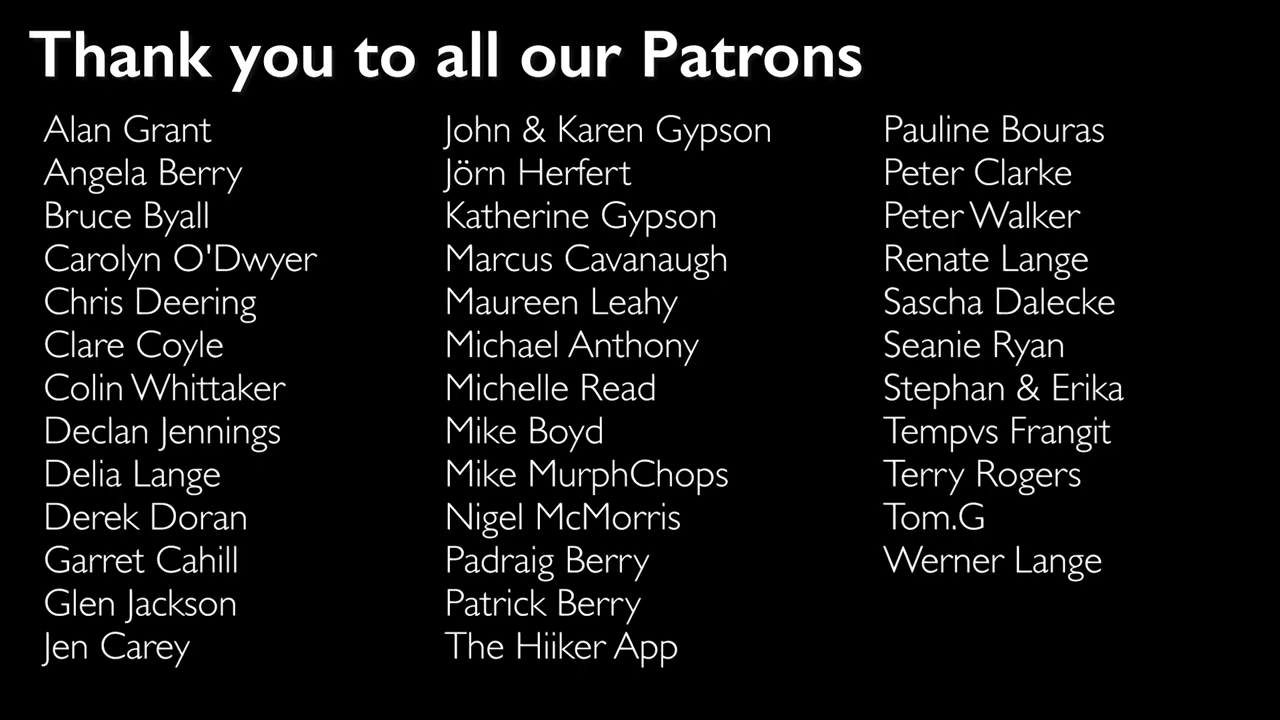 Thank you to all our Patrons
Alan Grant
Angela Berry
Bruce Byall
Carolyn O'Dwyer
Chris Deering
Clare Coyle
Colin Whittaker
Declan Jennings
Delia Lange
Derek Doran
Garret Cahill
Glen Jackson
Jen Carey
John & Karen Gypson
Jörn Herfert
Katherine Gypson
Marcus Cavanaugh
Maureen Leahy
Michael Anthony
Michelle Read
Mike Boyd
Mike MurphChops
Nigel McMorris
Padraig Berry
Patrick Berry
The Hiiker App
Pauline Bouras
Peter Clarke
Peter Walker
Renate Lange
Sascha Dalecke
Seanie Ryan
Stephan & Erika
Tempvs Frangit
Terry Rogers
Tom.G
Werner Lange